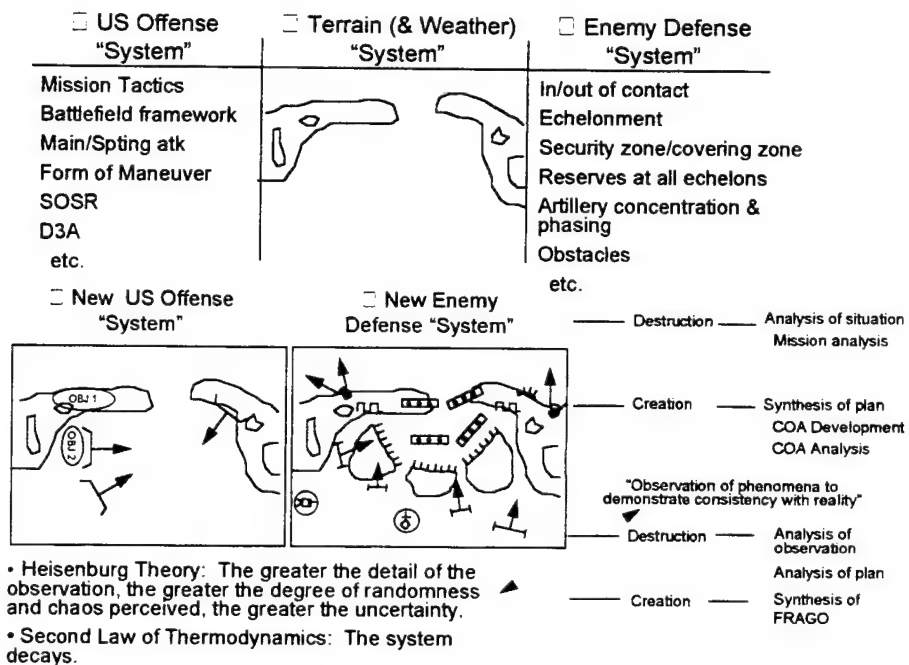 US Offense
"System"
Terrain (& Weather)
"System"
Enemy Defense
"System"
Mission Tactics
Battlefield framework
Main/Spting atk
Form of Maneuver
SOSR
D3A
etc.
In/out of contact
Echelonment
Security zone/covering zone
Reserves at all echelons
Artillery concentration &
phasing
Obstacles
etc.
New US Offense
"System"
New Enemy
Defense "System"
OBJ 1
OBJ 2
Destruction
Analysis of situation
Mission analysis
Creation
Synthesis of plan
COA Development
COA Analysis
"Observation of phenomena to
demonstrate consistency with reality"
Destruction
Analysis of
observation
Analysis of plan
Creation
Synthesis of
FRAGO
• Heisenburg Theory: The greater the detail of the
observation, the greater the degree of randomness
and chaos perceived, the greater the uncertainty.
• Second Law of Thermodynamics: The system
decays.